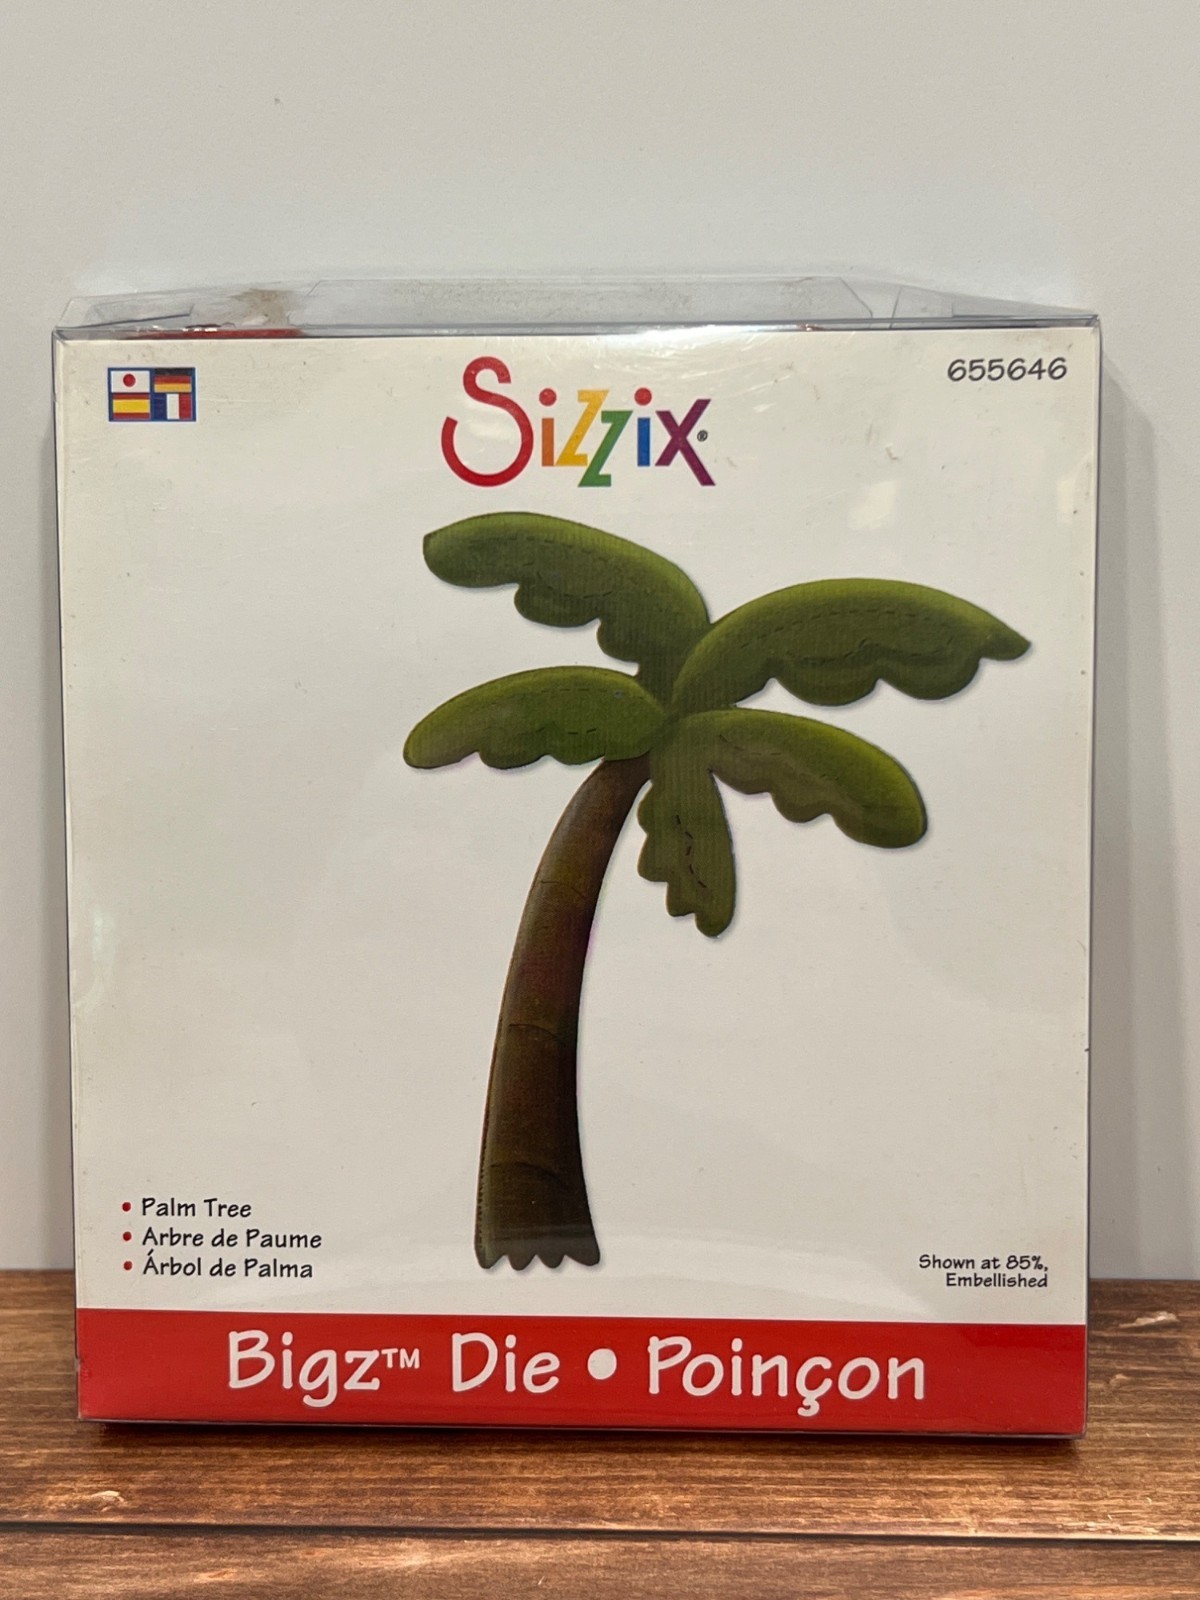 Sizzix®
655646
• Palm Tree
• Arbre de Paume
• Árbol de Palma
Shown at 85%,
Embellished
Bigz™ Die • Poinçon